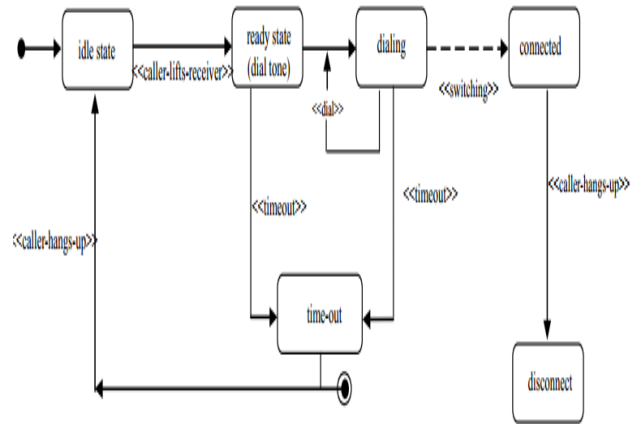 idle state
<<caller-lifts-receiver>>
ready state
(dial tone)
<<dial>>
dialing
<<switching>>
connected
<<timeout>>
<<timeout>>
<<caller-hangs-up>>
<<caller-hangs-up>>
time-out
disconnect